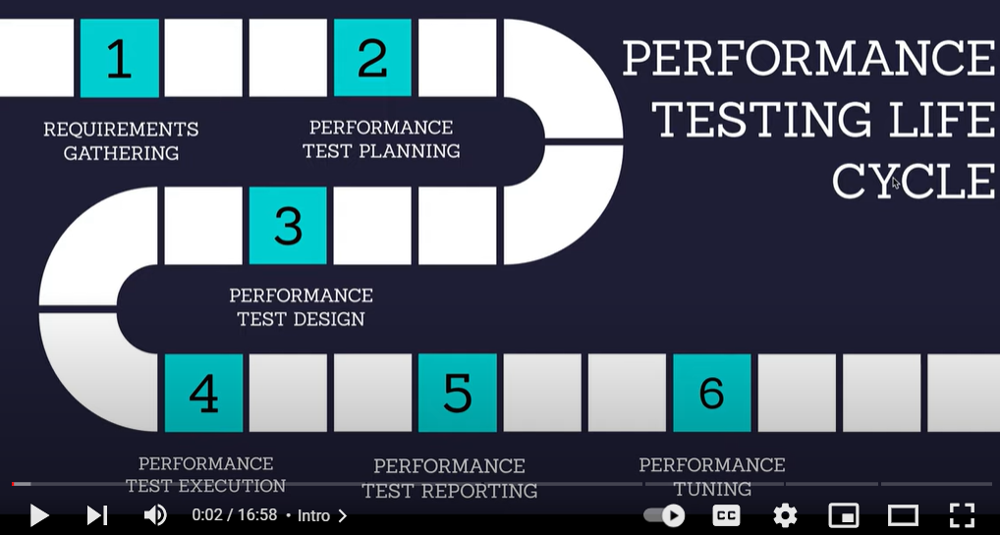 1
2
PERFORMANCE
TESTING LIFE
CYCLE
REQUIREMENTS
GATHERING
PERFORMANCE
TEST PLANNING
3
PERFORMANCE
TEST DESIGN
4
5
6
PERFORMANCE
TEST EXECUTION
PERFORMANCE
TEST REPORTING
PERFORMANCE
TUNING
0:02 / 16:58 • Intro
CC